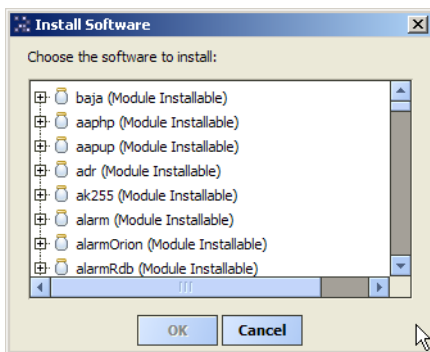 Install Software
Choose the software to install:
baja (Module Installable)
aaphp (Module Installable)
aapup (Module Installable)
adr (Module Installable)
ak255 (Module Installable)
alarm (Module Installable)
alarmOrion (Module Installable)
alarmRdb (Module Installable)
OK Cancel